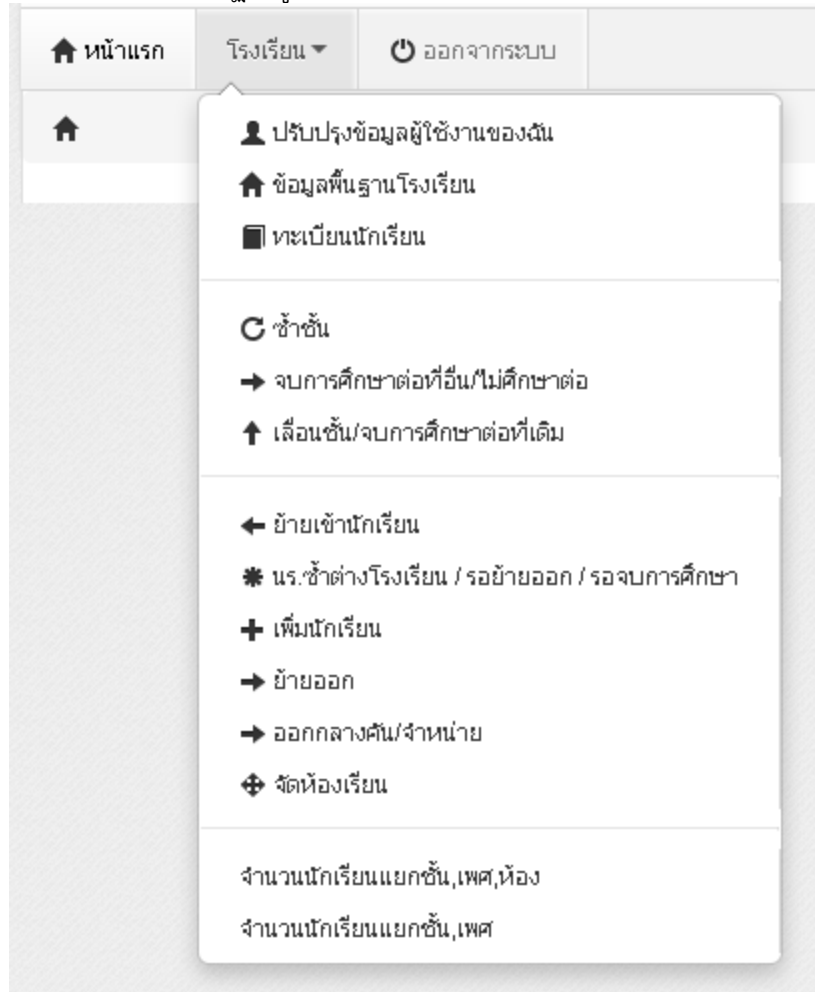 หน้าแรก
โรงเรียน
ออกจากระบบ
ปรับปรุงข้อมูลผู้ใช้งานของฉัน
ข้อมูลพื้นฐานโรงเรียน
ทะเบียนนักเรียน
ซ้ำชั้น
จบการศึกษาต่อที่อื่น/ไม่ศึกษาต่อ
เลื่อนชั้น/จบการศึกษาต่อที่เดิม
ย้ายเข้านักเรียน
นร.ซ้ำต่างโรงเรียน / รอย้ายออก / รอจบการศึกษา
เพิ่มนักเรียน
ย้ายออก
ออกกลางคัน/จำหน่าย
จัดห้องเรียน
จำนวนนักเรียนแยกชั้น,เพศ,ห้อง
จำนวนนักเรียนแยกชั้น,เพศ